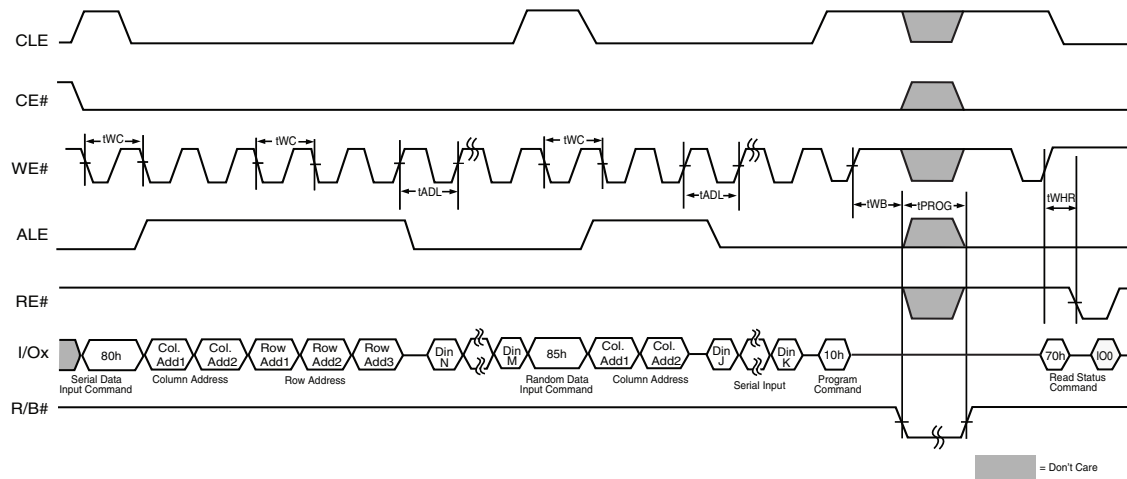 CLE
CE#
tWC
tWC
tWC
WE#
tADL
tADL
tWB
tPROG
tWHR
ALE
RE#
I/Ox
80h
Col. Add1
Col. Add2
Row Add1
Row Add2
Row Add3
Din N
Din M
85h
Col. Add1
Col. Add2
Din J
Din K
10h
70h
IO0
Serial Data Input Command
Column Address
Row Address
Random Data Input Command
Column Address
Serial Input
Program Command
Read Status Command
R/B#
= Don't Care